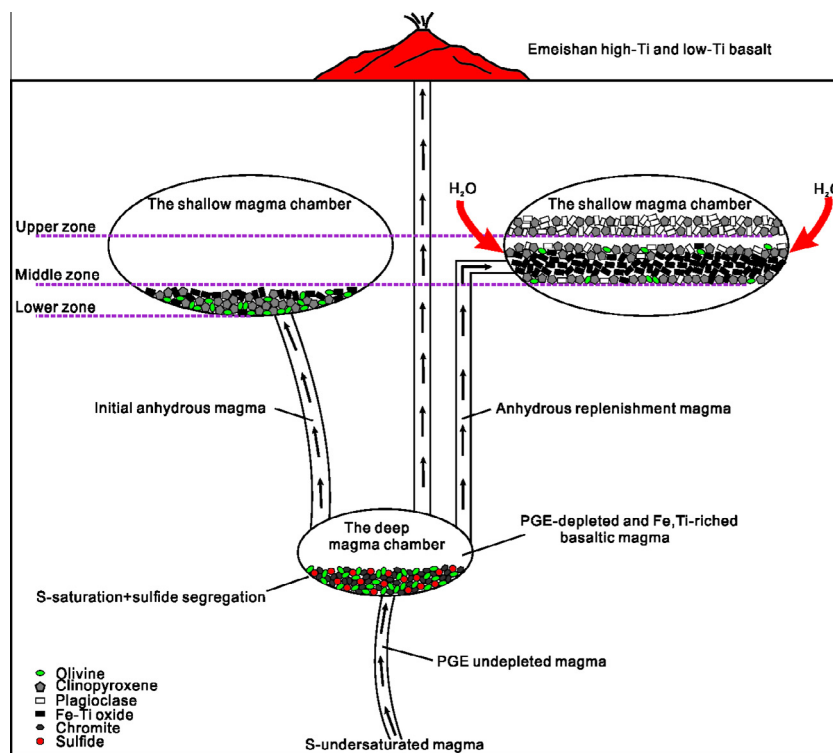 Emeishan high-Ti and low-Ti basalt
The shallow magma chamber
The shallow magma chamber
H₂O
H₂O
Upper zone
Middle zone
Lower zone
Initial anhydrous magma
Anhydrous replenishment magma
The deep
magma chamber
PGE-depleted and Fe,Ti-riched
basaltic magma
S-saturation+sulfide segregation
PGE undepleted magma
Olivine
Clinopyroxene
Plagioclase
Fe-Ti oxide
Chromite
Sulfide
S-undersaturated magma